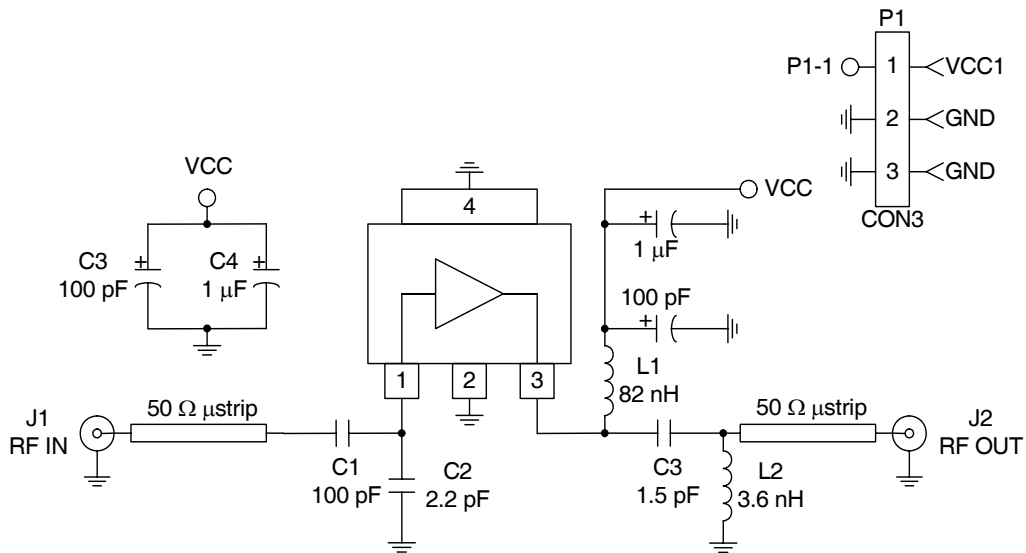 P1
P1-1
1
VCC1
2
GND
3
GND
CON3
VCC
C3
100 pF
C4
1 μF
4
VCC
1 μF
100 pF
L1
82 nH
1
2
3
J1
RF IN
50 Ω μstrip
C1
100 pF
C2
2.2 pF
C3
1.5 pF
L2
3.6 nH
50 Ω μstrip
J2
RF OUT